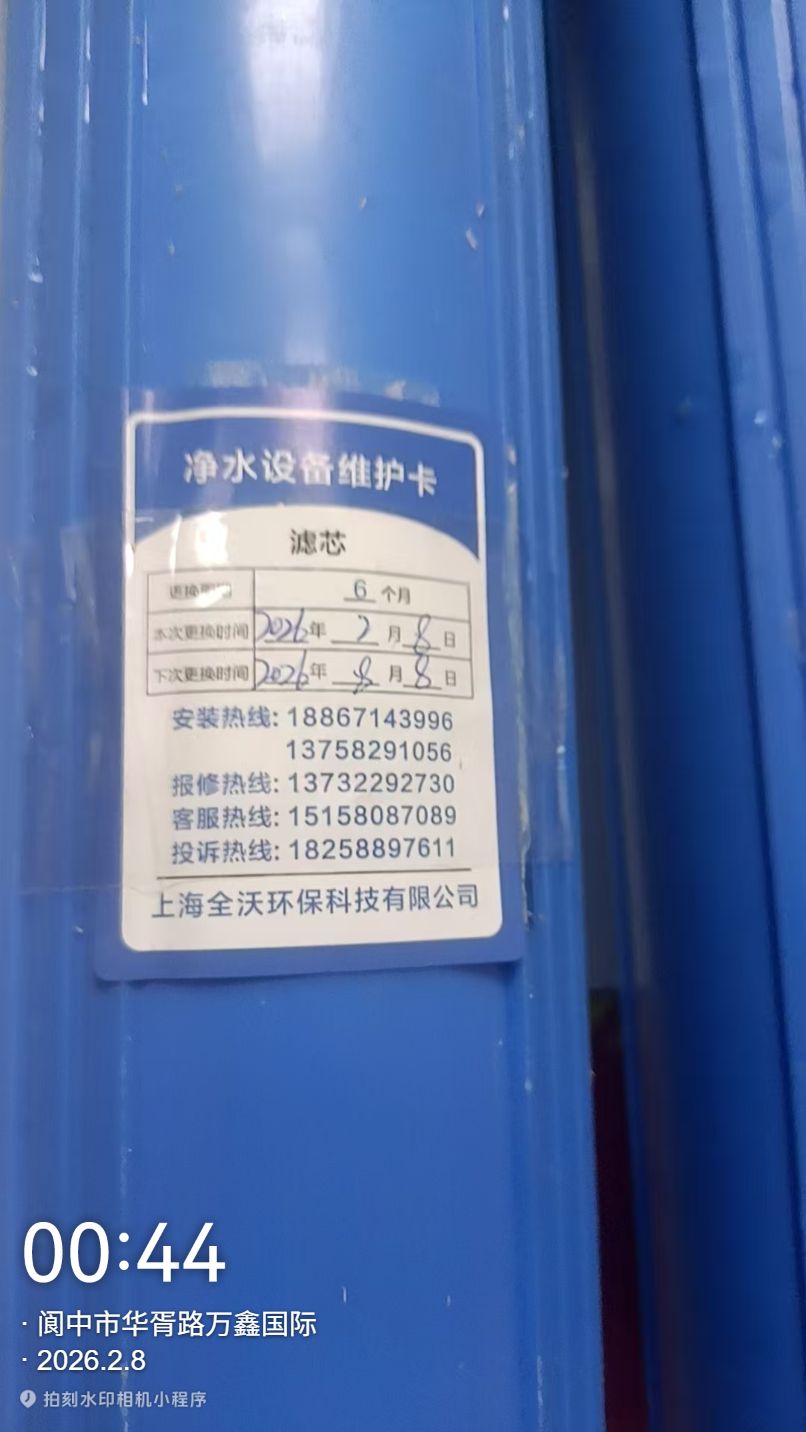 净水设备维护卡
滤芯
更换周期 6 个月
本次更换时间 2026年 2 月 8 日
下次更换时间 2026年 8 月 8 日
安装热线: 18867143996
13758291056
报修热线: 13732292730
客服热线: 15158087089
投诉热线: 18258897611
上海全沃环保科技有限公司
00:44
· 阆中市华胥路万鑫国际
· 2026.2.8
拍刻水印相机小程序